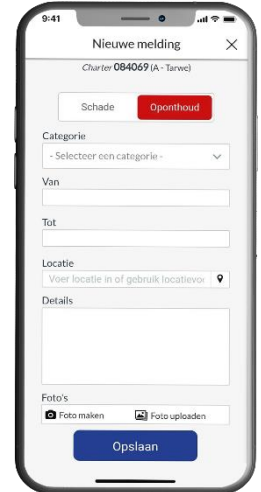 9:41
Nieuwe melding
Charter 084069 (A - Tarwe)
Schade Oponthoud
Categorie
- Selecteer een categorie -
Van
Tot
Locatie
Voer locatie in of gebruik locatievoo
Details
Foto's
Foto maken Foto uploaden
Opslaan